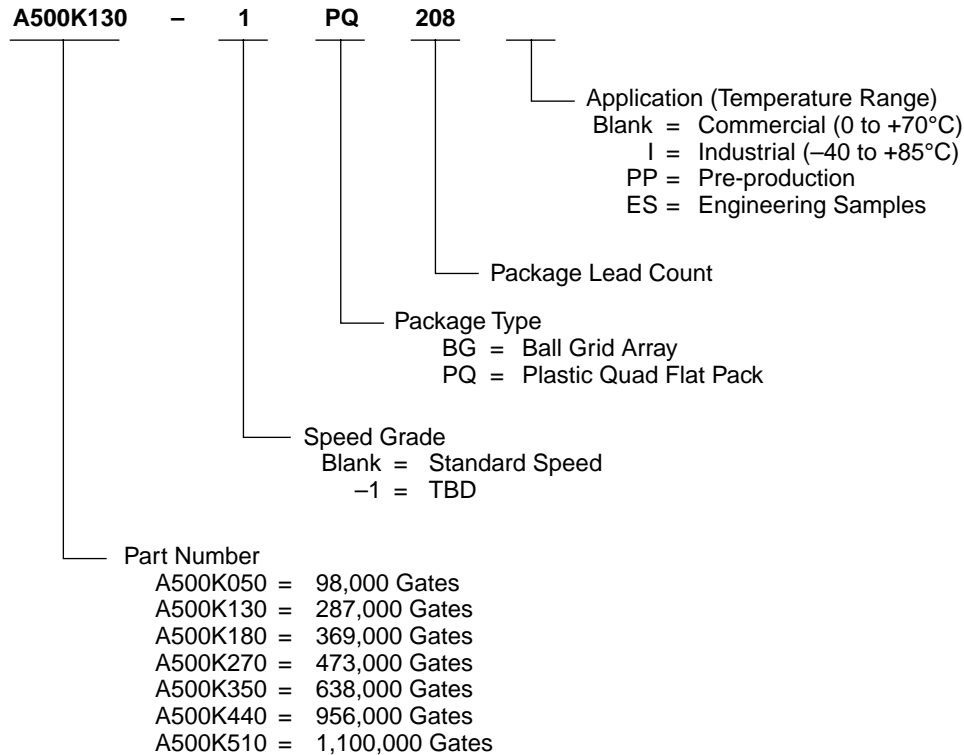 A500K130 – 1 PQ 208
Application (Temperature Range)
Blank = Commercial (0 to +70°C)
I = Industrial (–40 to +85°C)
PP = Pre-production
ES = Engineering Samples
Package Lead Count
Package Type
BG = Ball Grid Array
PQ = Plastic Quad Flat Pack
Speed Grade
Blank = Standard Speed
–1 = TBD
Part Number
A500K050 = 98,000 Gates
A500K130 = 287,000 Gates
A500K180 = 369,000 Gates
A500K270 = 473,000 Gates
A500K350 = 638,000 Gates
A500K440 = 956,000 Gates
A500K510 = 1,100,000 Gates